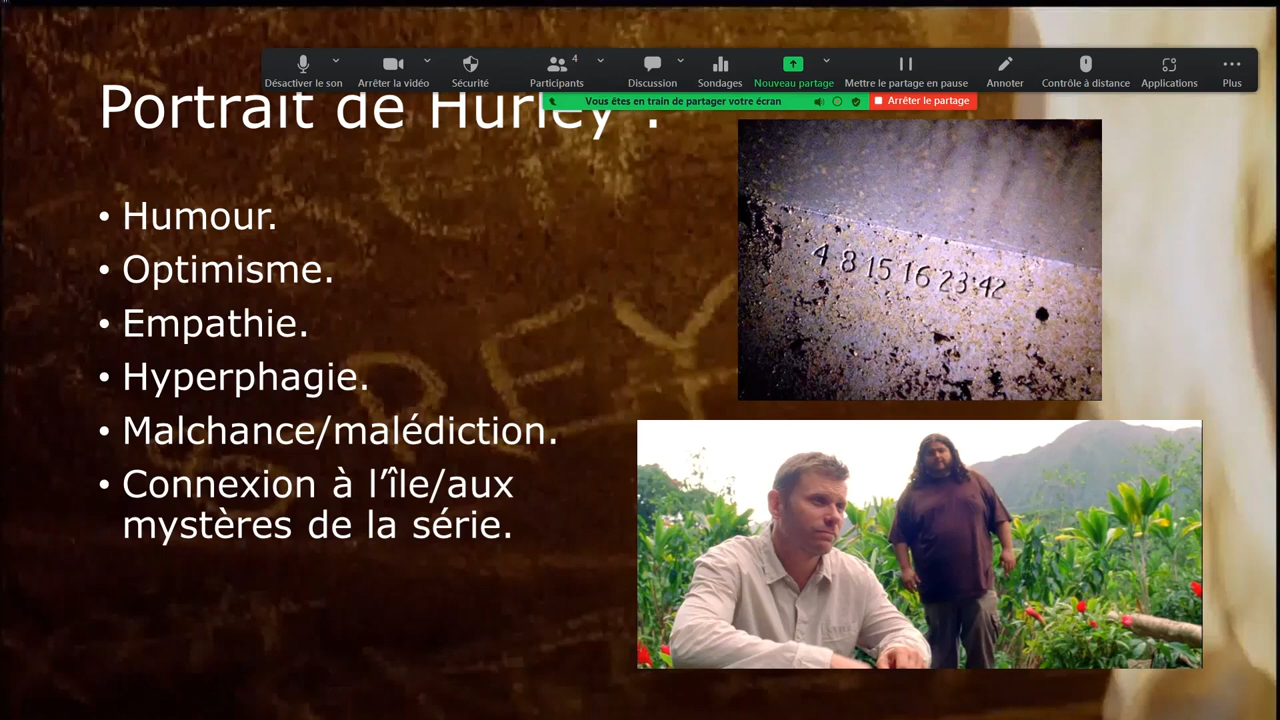 Désactiver le son
Arrêter la vidéo
Sécurité
Participants
4
Discussion
Sondages
Nouveau partage
Mettre le partage en pause
Annoter
Contrôle à distance
Applications
Plus
Vous êtes en train de partager votre écran
Arrêter le partage
Portrait de Hurley :
• Humour.
• Optimisme.
• Empathie.
• Hyperphagie.
• Malchance/malédiction.
• Connexion à l’île/aux
mystères de la série.
4 8 15 16 23 42